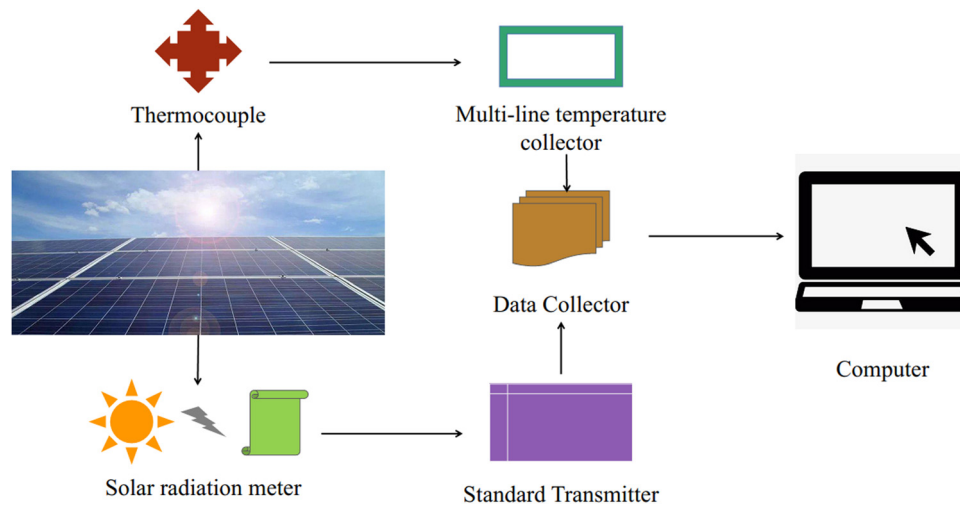 Thermocouple
Multi-line temperature
collector
Data Collector
Computer
Solar radiation meter
Standard Transmitter